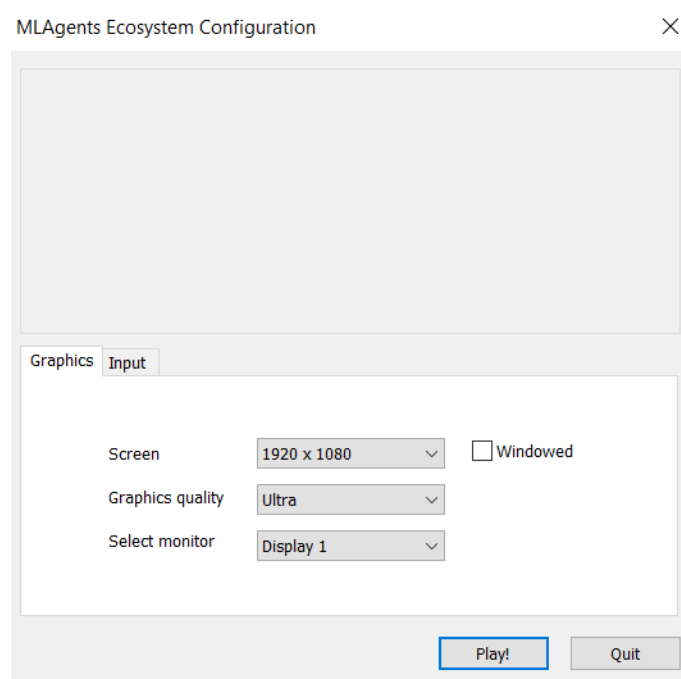 MLAgents Ecosystem Configuration
Graphics Input
Screen 1920 x 1080 Windowed
Graphics quality Ultra
Select monitor Display 1
Play! Quit